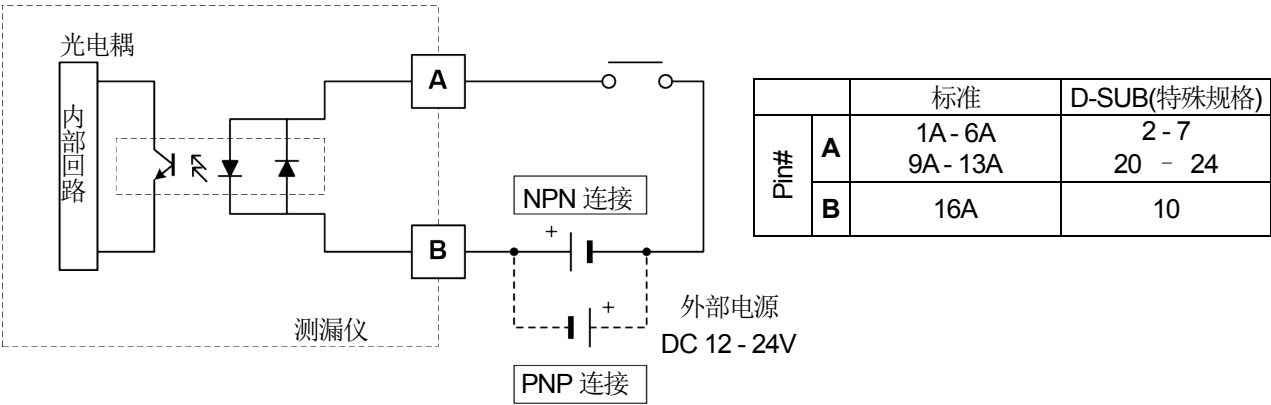 光电耦
内部回路
A
B
测漏仪
NPN 连接
+
+
PNP 连接
外部电源
DC 12 - 24V
标准 D-SUB(特殊规格)
Pin# A 1A - 6A 2 - 7
9A - 13A 20 – 24
B 16A 10